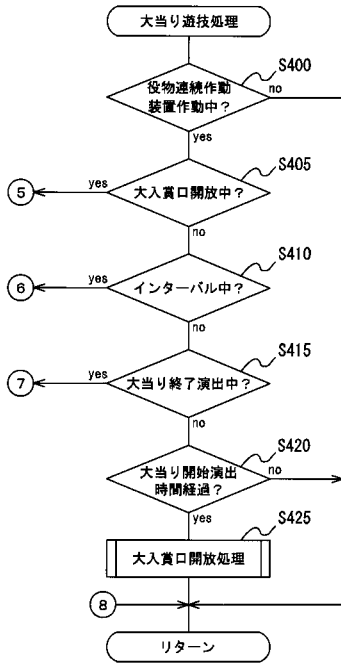 大当り遊技処理
S400
役物連続作動
装置作動中？
no
yes
S405
大入賞口開放中？
yes
5
no
S410
インターバル中？
yes
6
no
S415
大当り終了演出中？
yes
7
no
S420
大当り開始演出
時間経過？
no
yes
S425
大入賞口開放処理
8
リターン